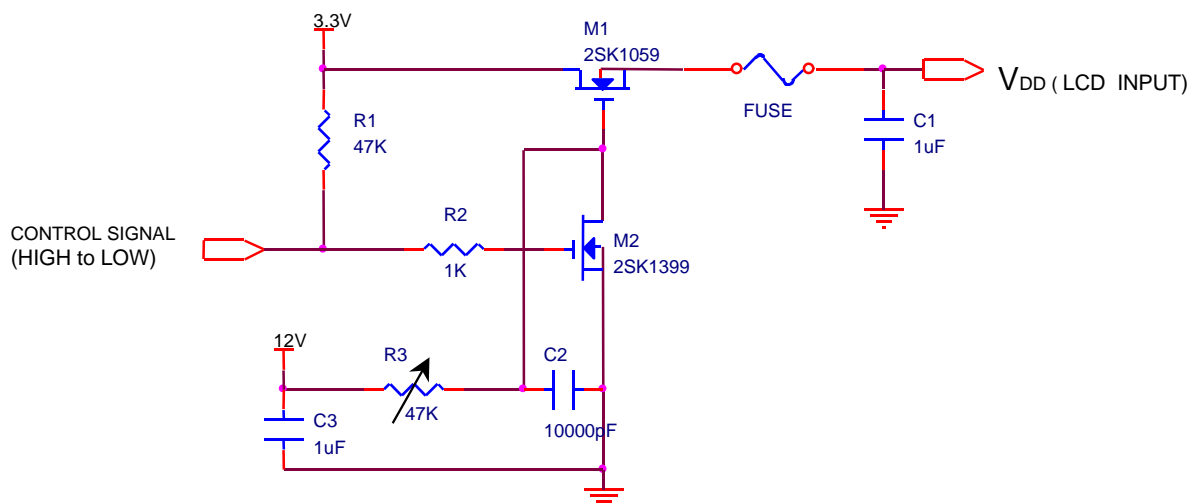 3.3V
M1
2SK1059
FUSE
VDD ( LCD INPUT)
R1
47K
C1
1uF
CONTROL SIGNAL
(HIGH to LOW)
R2
1K
M2
2SK1399
12V
R3
47K
C2
10000pF
C3
1uF